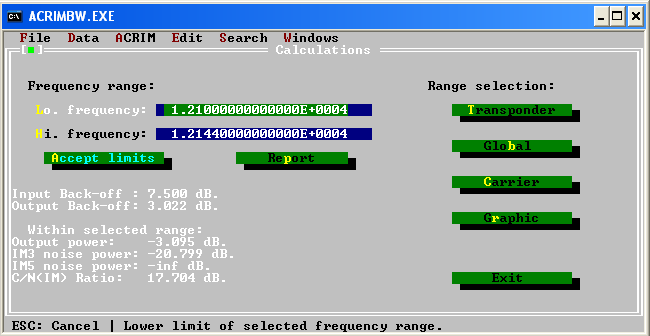 ACRIMBW.EXE
File Data ACRIM Edit Search Windows
Calculations
Frequency range:
Range selection:
Lo. frequency: 1.21000000000000E+0004
Transponder
Hi. frequency: 1.21440000000000E+0004
Global
Accept limits Report
Carrier
Input Back-off : 7.500 dB.
Output Back-off: 3.022 dB.
Graphic
Within selected range:
Output power: -3.095 dB.
IM3 noise power: -20.799 dB.
IM5 noise power: -inf dB.
C/N(IM) Ratio: 17.704 dB.
Exit
ESC: Cancel | Lower limit of selected frequency range.